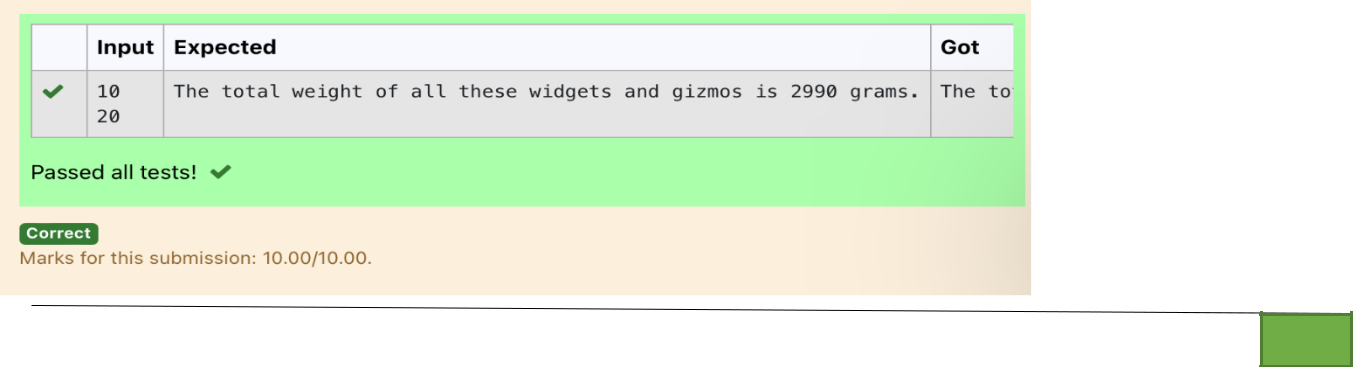 Input Expected Got
10 The total weight of all these widgets and gizmos is 2990 grams. The
20
Passed all tests!
Correct
Marks for this submission: 10.00/10.00.